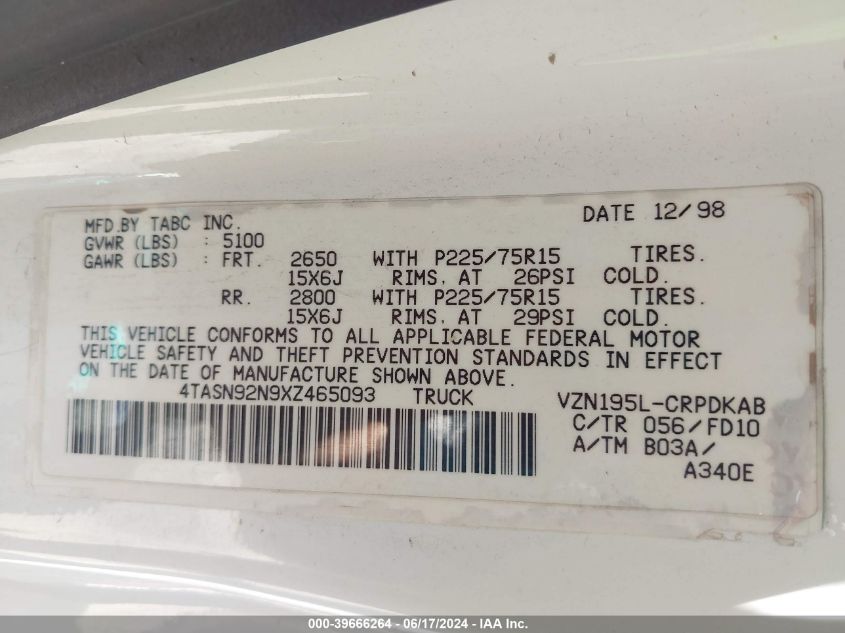 MFD.BY TABC INC. DATE 12/98
GVWR (LBS) : 5100
GAWR (LBS) : FRT. 2650 WITH P225/75R15 TIRES.
15X6J RIMS, AT 26PSI COLD.
RR. 2800 WITH P225/75R15 TIRES.
15X6J RIMS, AT 29PSI COLD.
THIS VEHICLE CONFORMS TO ALL APPLICABLE FEDERAL MOTOR
VEHICLE SAFETY AND THEFT PREVENTION STANDARDS IN EFFECT
ON THE DATE OF MANUFACTURE SHOWN ABOVE.
4TASN92N9XZ465093 TRUCK VZN195L-CRPDKAB
C/TR 056/FD10
A/TM B03A/
A340E
000-39666264 - 06/17/2024 - IAA Inc.